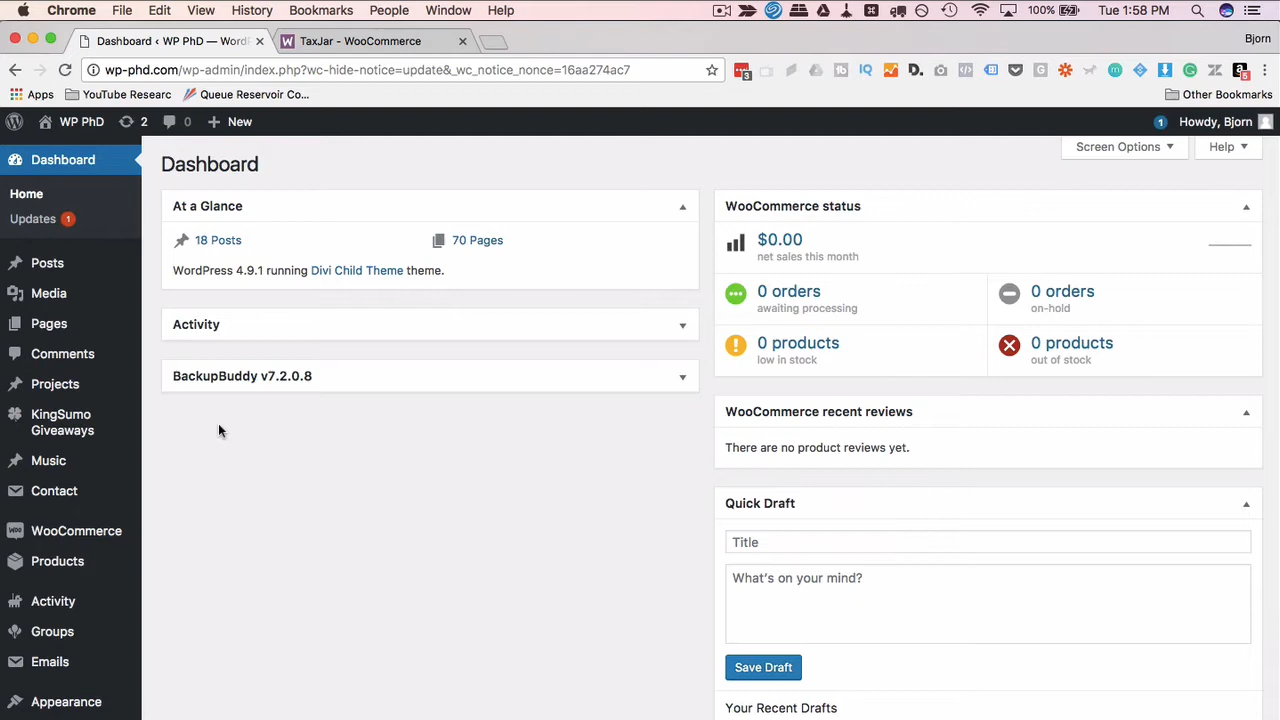 Chrome File Edit View History Bookmarks People Window Help 100% Tue 1:58 PM
Dashboard ‹ WP PhD — Word
TaxJar - WooCommerce
Bjorn
wp-phd.com/wp-admin/index.php?wc-hide-notice=update&_wc_notice_nonce=16aa274ac7
Apps YouTube Researc Queue Reservoir Co... Other Bookmarks
WP PhD 2 0 New 1 Howdy, Bjorn
Dashboard
Home
Updates 1
Posts
Media
Pages
Comments
Projects
KingSumo
Giveaways
Music
Contact
WooCommerce
Products
Activity
Groups
Emails
Appearance
Screen Options Help
Dashboard
At a Glance
18 Posts 70 Pages
WordPress 4.9.1 running Divi Child Theme theme.
Activity
BackupBuddy v7.2.0.8
WooCommerce status
$0.00
net sales this month
0 orders
awaiting processing
0 orders
on-hold
0 products
low in stock
0 products
out of stock
WooCommerce recent reviews
There are no product reviews yet.
Quick Draft
Title
What's on your mind?
Save Draft
Your Recent Drafts